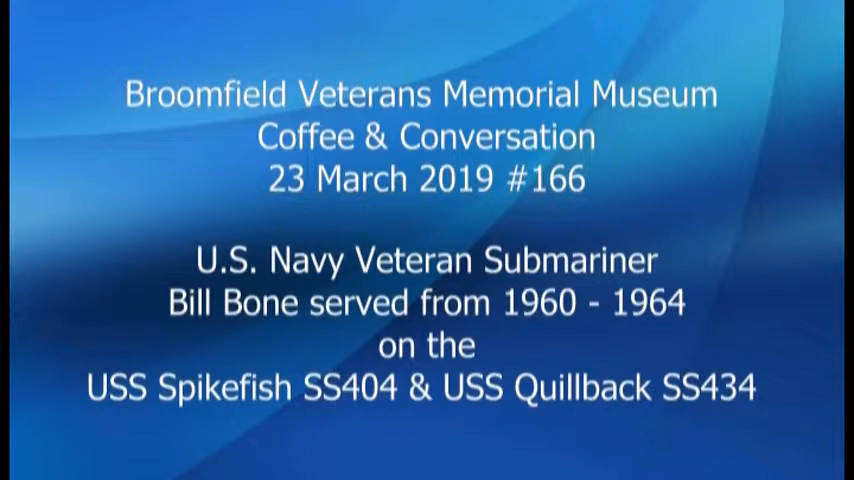 Broomfield Veterans Memorial Museum
Coffee & Conversation
23 March 2019 #166
U.S. Navy Veteran Submariner
Bill Bone served from 1960 - 1964
on the
USS Spikefish SS404 & USS Quillback SS434